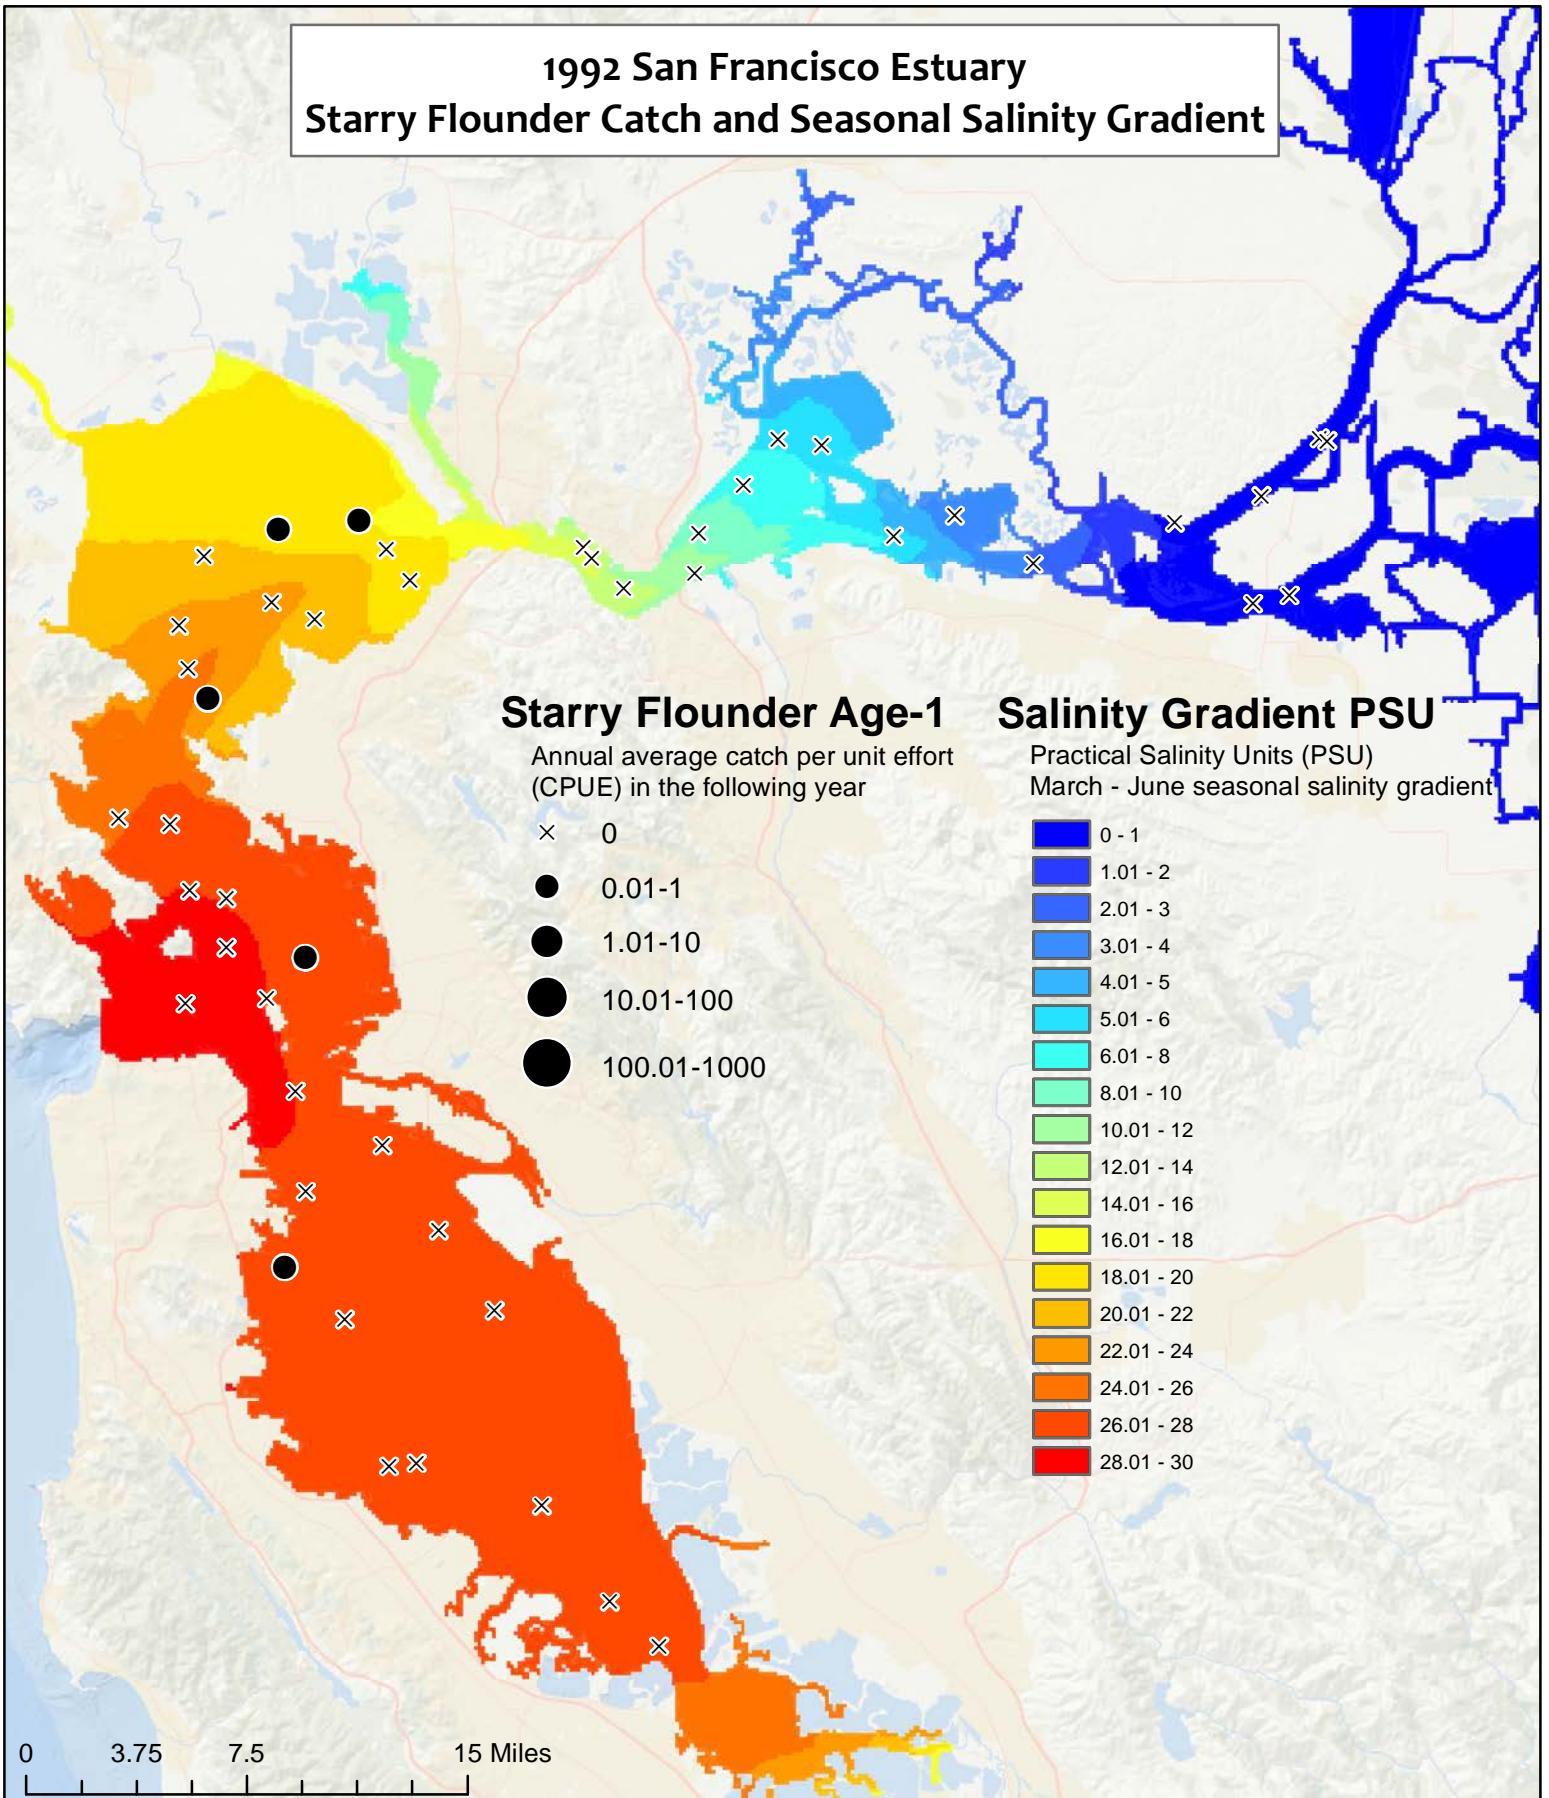 1992 San Francisco Estuary
Starry Flounder Catch and Seasonal Salinity Gradient
Starry Flounder Age-1
Annual average catch per unit effort
(CPUE) in the following year
0
0.01-1
1.01-10
10.01-100
100.01-1000
Salinity Gradient PSU
Practical Salinity Units (PSU)
March - June seasonal salinity gradient
0 - 1
1.01 - 2
2.01 - 3
3.01 - 4
4.01 - 5
5.01 - 6
6.01 - 8
8.01 - 10
10.01 - 12
12.01 - 14
14.01 - 16
16.01 - 18
18.01 - 20
20.01 - 22
22.01 - 24
24.01 - 26
26.01 - 28
28.01 - 30
0 3.75 7.5 15 Miles